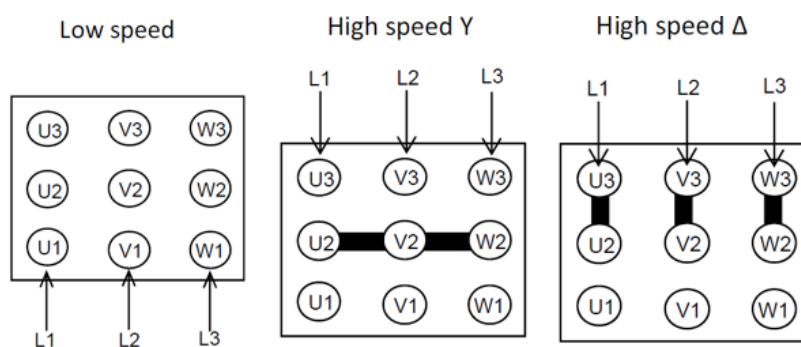 Low speed
High speed Y
High speed Δ
L1 L2 L3
L1 L2 L3
U3 V3 W3
U2 V2 W2
U1 V1 W1
L1 L2 L3
U3 V3 W3
U2 V2 W2
U1 V1 W1
U3 V3 W3
U2 V2 W2
U1 V1 W1